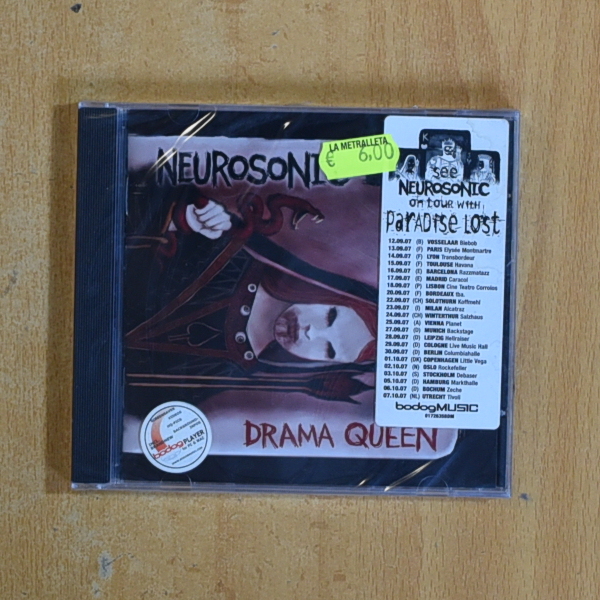 NEUROSONIC
LA METRALLETA
€ 6,00
K
see
NEUROSONIC
on tour with
Paradise Lost
12.09.07 (B) VOSSELAAR Biebob
13.09.07 (F) PARIS Elysée Montmartre
14.09.07 (F) LYON Transbordeur
15.09.07 (F) TOULOUSE Havana
16.09.07 (E) BARCELONA Razzmatazz
17.09.07 (E) MADRID Caracol
18.09.07 (P) LISBON Cine Teatro Corroios
20.09.07 (F) BORDEAUX tba.
22.09.07 (CH) SOLOTHURN Koffmehl
23.09.07 (I) MILAN Alcatraz
24.09.07 (CH) WINTERTHUR Salzhaus
25.09.07 (A) VIENNA Planet
27.09.07 (D) MUNICH Backstage
28.09.07 (D) LEIPZIG Hellraiser
29.09.07 (D) COLOGNE Live Music Hall
30.09.07 (D) BERLIN Columbiahalle
01.10.07 (DK) COPENHAGEN Little Vega
02.10.07 (N) OSLO Rockefeller
03.10.07 (S) STOCKHOLM Debaser
05.10.07 (D) HAMBURG Markthalle
06.10.07 (D) BOCHUM Zeche
07.10.07 (NL) UTRECHT Tivoli
bodogMUSIC
DRAMA QUEEN
bodog PLAYER
for PC & MAC